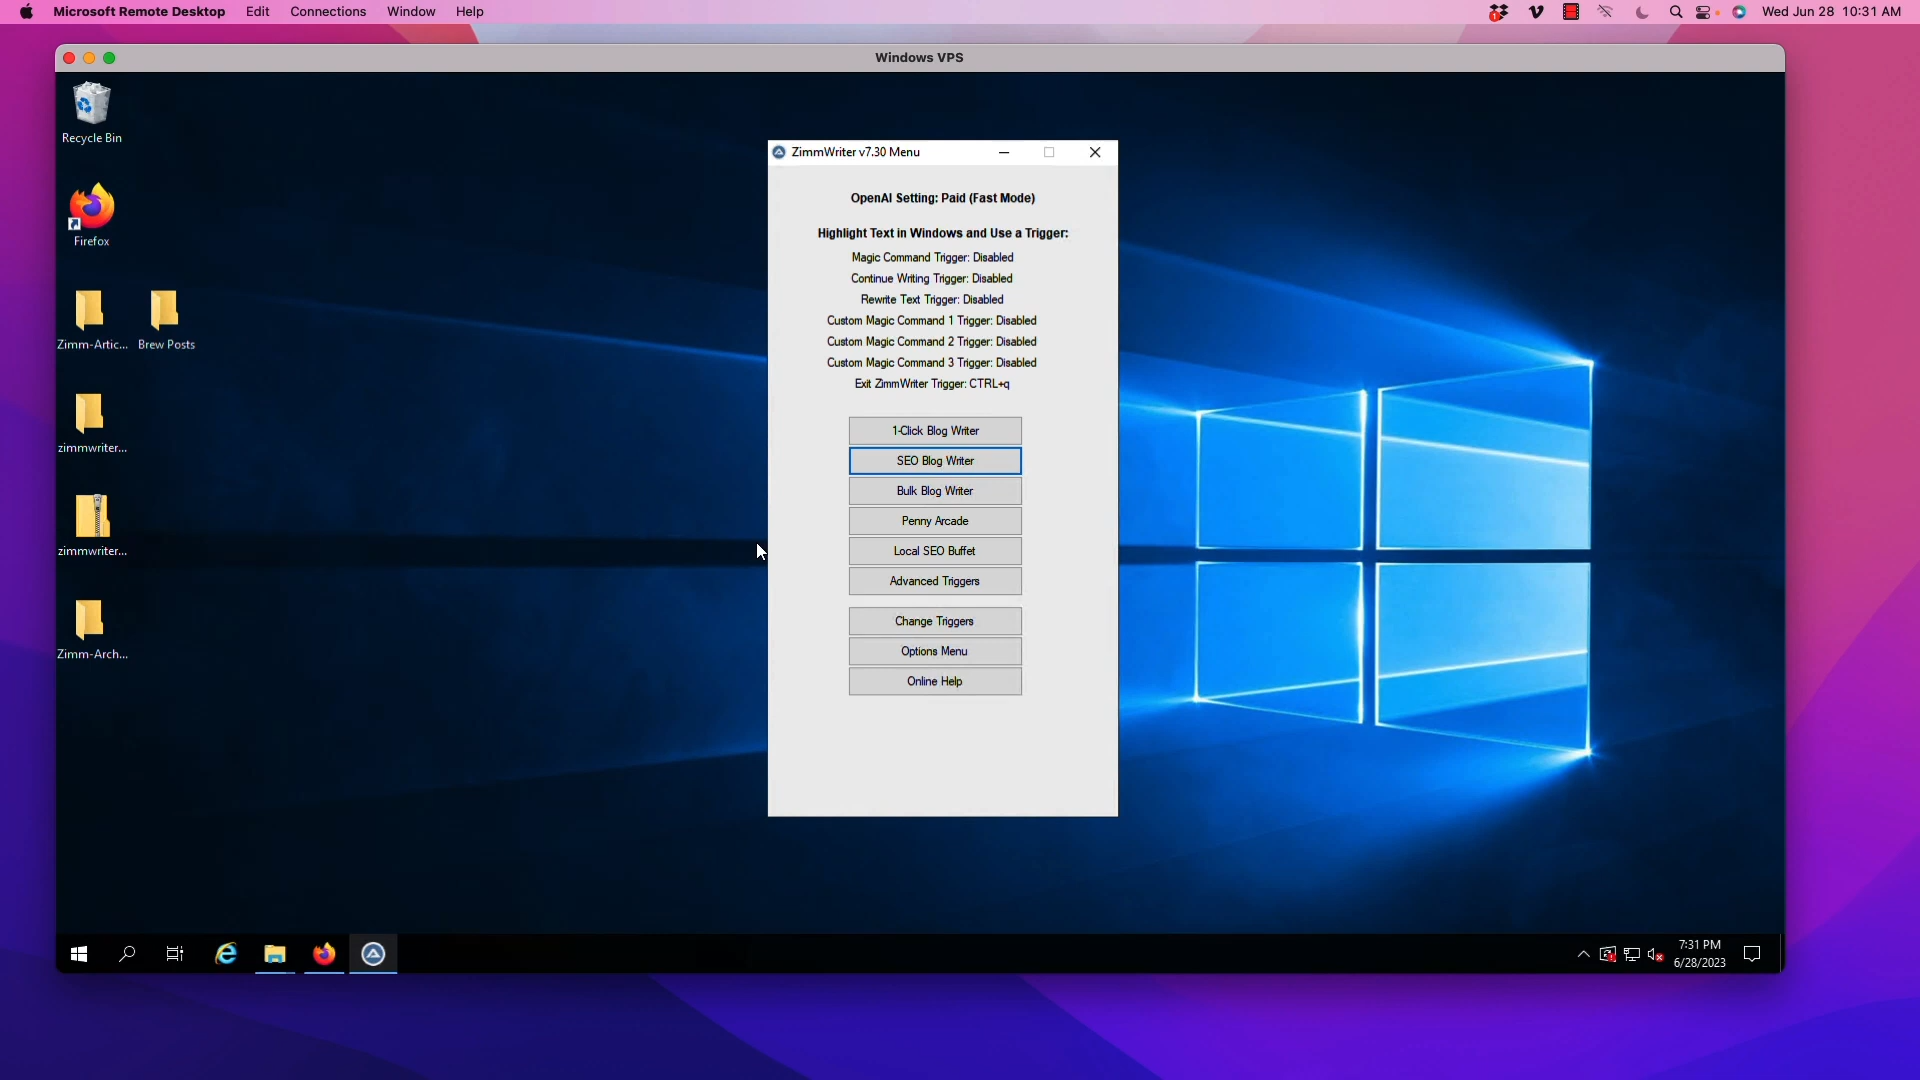 Microsoft Remote Desktop Edit Connections Window Help
1
Wed Jun 28 10:31 AM
Windows VPS
Recycle Bin
Firefox
Zimm-Artic... Brew Posts
zimmwriter...
zimmwriter...
Zimm-Arch...
ZimmWriter v7.30 Menu
OpenAI Setting: Paid (Fast Mode)
Highlight Text in Windows and Use a Trigger:
Magic Command Trigger: Disabled
Continue Writing Trigger: Disabled
Rewrite Text Trigger: Disabled
Custom Magic Command 1 Trigger: Disabled
Custom Magic Command 2 Trigger: Disabled
Custom Magic Command 3 Trigger: Disabled
Exit ZimmWriter Trigger: CTRL+q
1-Click Blog Writer
SEO Blog Writer
Bulk Blog Writer
Penny Arcade
Local SEO Buffet
Advanced Triggers
Change Triggers
Options Menu
Online Help
7:31 PM
6/28/2023